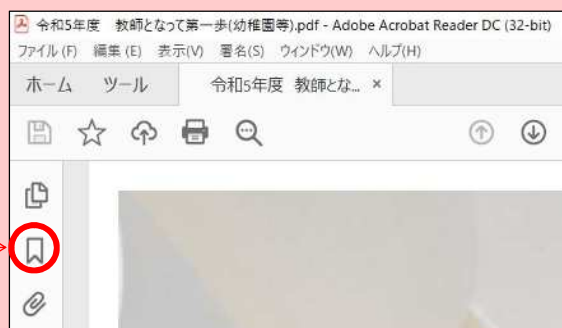 令和5年度　教師となって第一歩(幼稚園等).pdf - Adobe Acrobat Reader DC (32-bit)
ファイル(F)　編集(E)　表示(V)　署名(S)　ウィンドウ(W)　ヘルプ(H)
ホーム　ツール　令和5年度　教師とな... ×